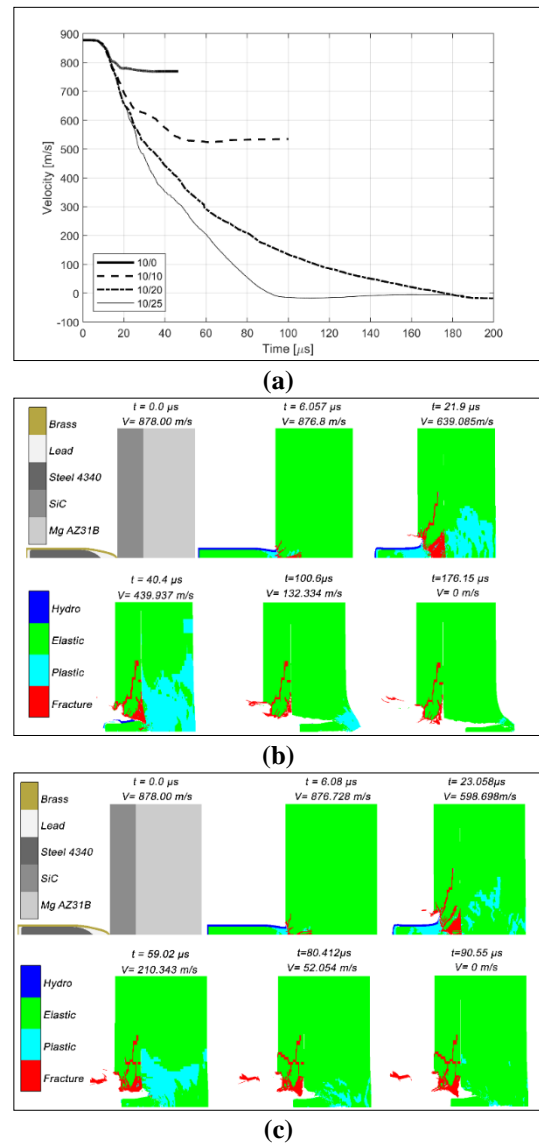 900
800
700
600
500
400
300
200
100
0
-100
Velocity [m/s]
10/0
10/10
10/20
10/25
0 20 40 60 80 100 120 140 160 180 200
Time [μs]
(a)
Brass
Lead
Steel 4340
SiC
Mg AZ31B
t = 0.0 μs
V= 878.00 m/s
t = 6.057 μs
V= 876.8 m/s
t = 21.9 μs
V= 639.085m/s
Hydro
Elastic
Plastic
Fracture
t = 40.4 μs
V= 439.937 m/s
t=100.6μs
V= 132.334 m/s
t=176.15μs
V= 0 m/s
(b)
Brass
Lead
Steel 4340
SiC
Mg AZ31B
t = 0.0 μs
V= 878.00 m/s
t = 6.08 μs
V= 876.728 m/s
t = 23.058μs
V= 598.698m/s
Hydro
Elastic
Plastic
Fracture
t = 59.02 μs
V= 210.343 m/s
t=80.412μs
V= 52.054 m/s
t=90.55μs
V= 0 m/s
(c)